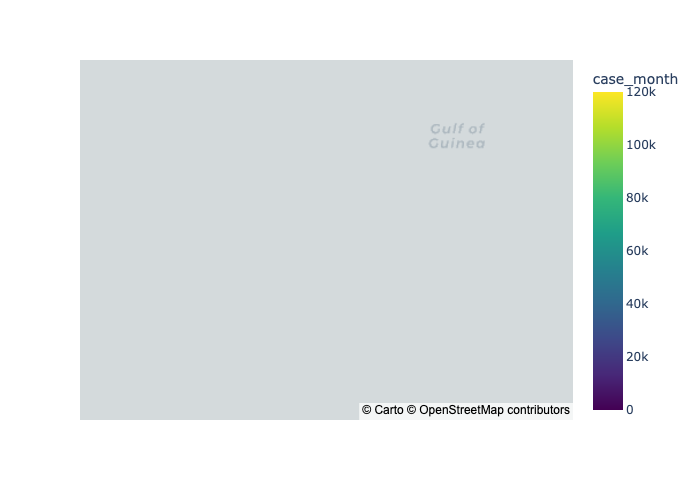 case_month
120k
100k
80k
60k
40k
20k
0
Gulf of
Guinea
© Carto © OpenStreetMap contributors